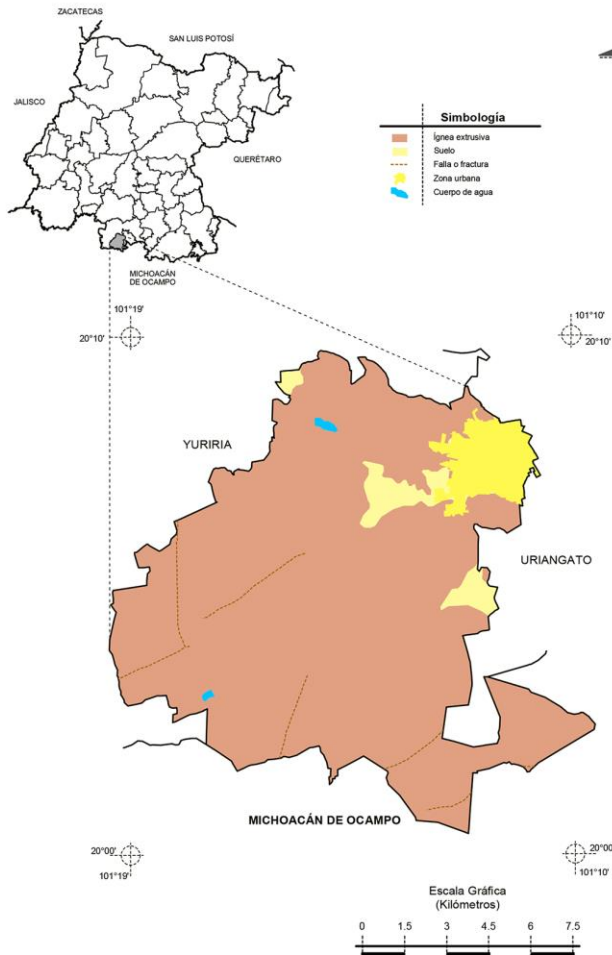 ZACATECAS
SAN LUIS POTOSÍ
JALISCO
QUERÉTARO
MICHOACÁN
DE OCAMPO
Simbología
Ígnea extrusiva
Suelo
Falla o fractura
Zona urbana
Cuerpo de agua
101°19'
20°10'
101°10'
20°10'
YURIRIA
URIANGATO
MICHOACÁN DE OCAMPO
20°00'
101°19'
20°00'
101°10'
Escala Gráfica
(Kilómetros)
0 1.5 3 4.5 6 7.5